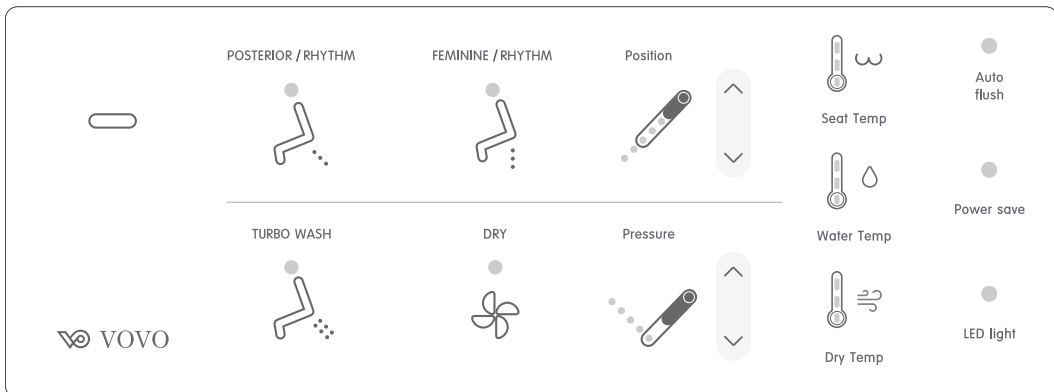 POSTERIOR / RHYTHM
FEMININE / RHYTHM
Position
Seat Temp
Auto
flush
Water Temp
Power save
TURBO WASH
DRY
Pressure
Dry Temp
LED light
VOVO